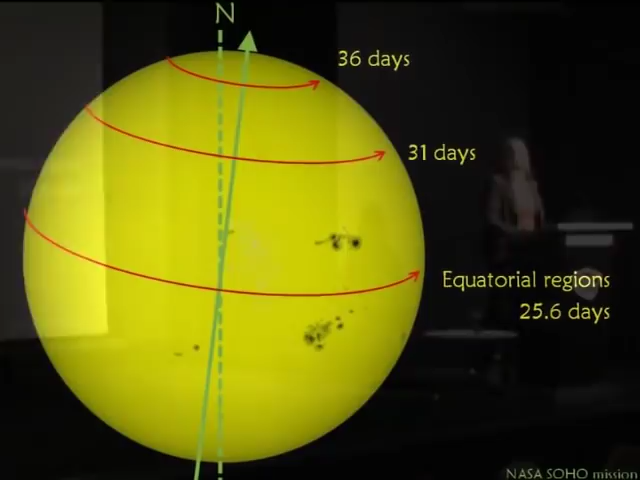 N
36 days
31 days
Equatorial regions
25.6 days
NASA SOHO mission